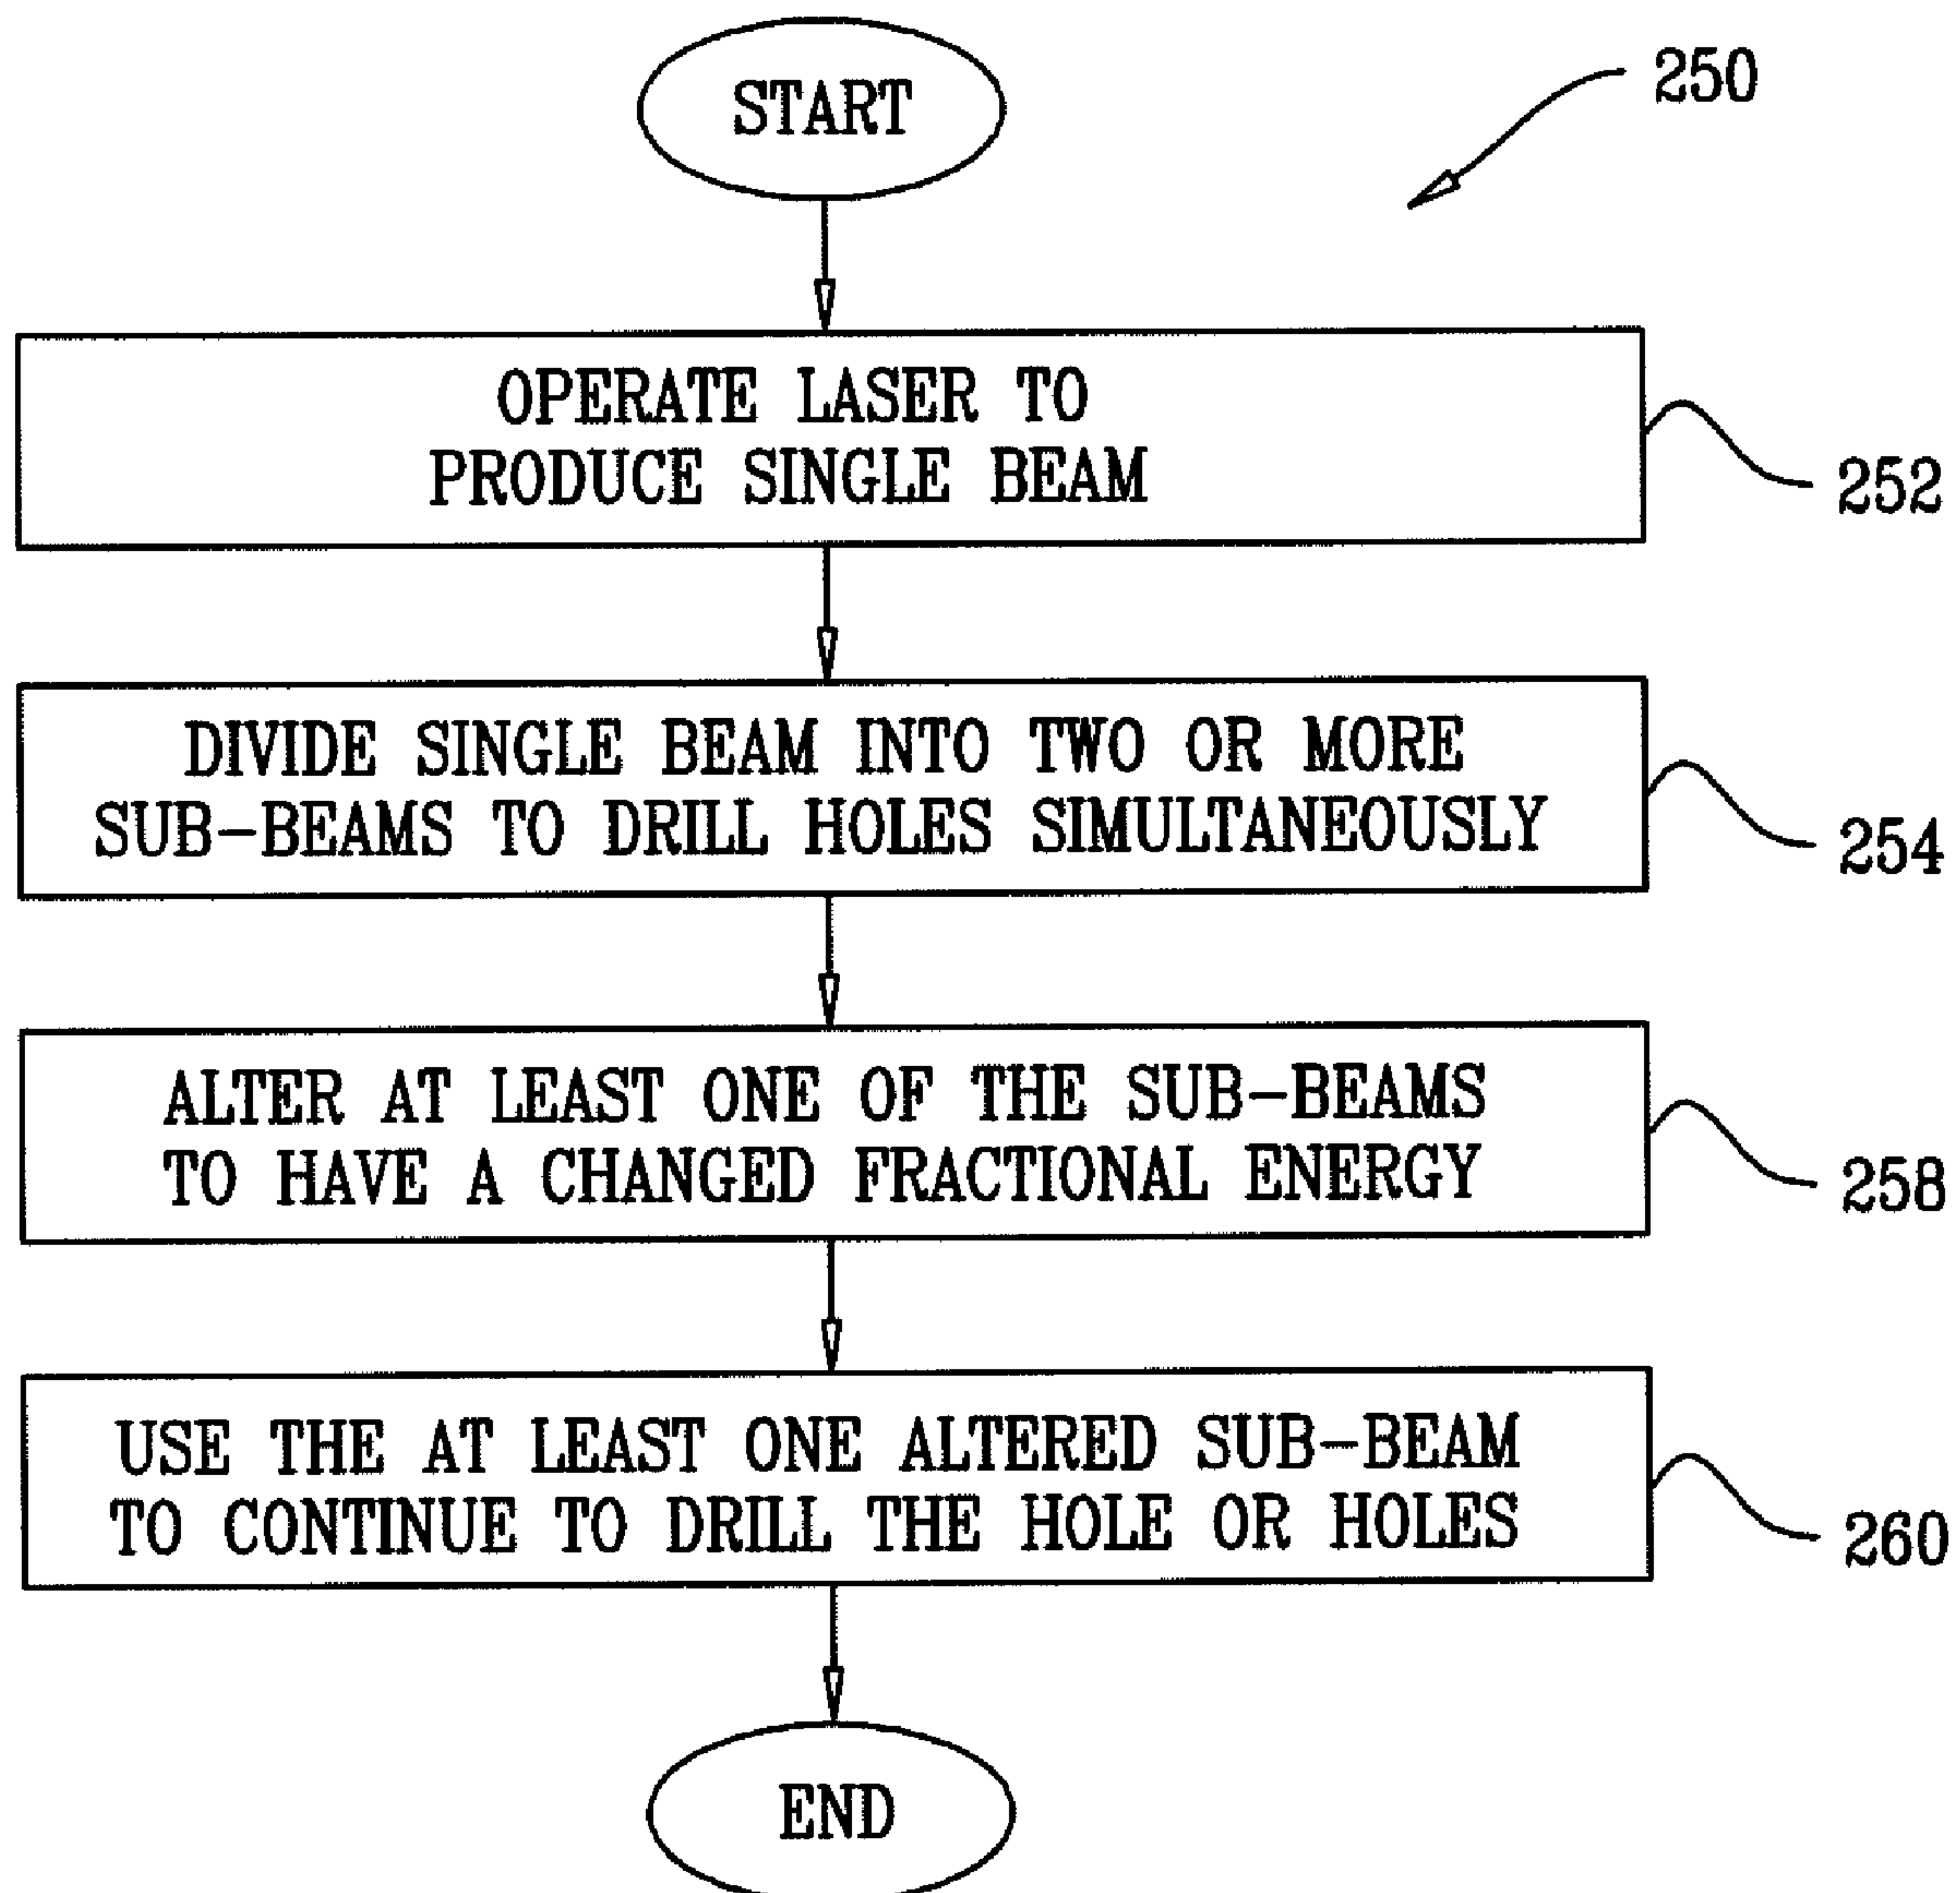 START
250
OPERATE LASER TO
PRODUCE SINGLE BEAM
252
DIVIDE SINGLE BEAM INTO TWO OR MORE
SUB-BEAMS TO DRILL HOLES SIMULTANEOUSLY
254
ALTER AT LEAST ONE OF THE SUB-BEAMS
TO HAVE A CHANGED FRACTIONAL ENERGY
258
USE THE AT LEAST ONE ALTERED SUB-BEAM
TO CONTINUE TO DRILL THE HOLE OR HOLES
260
END